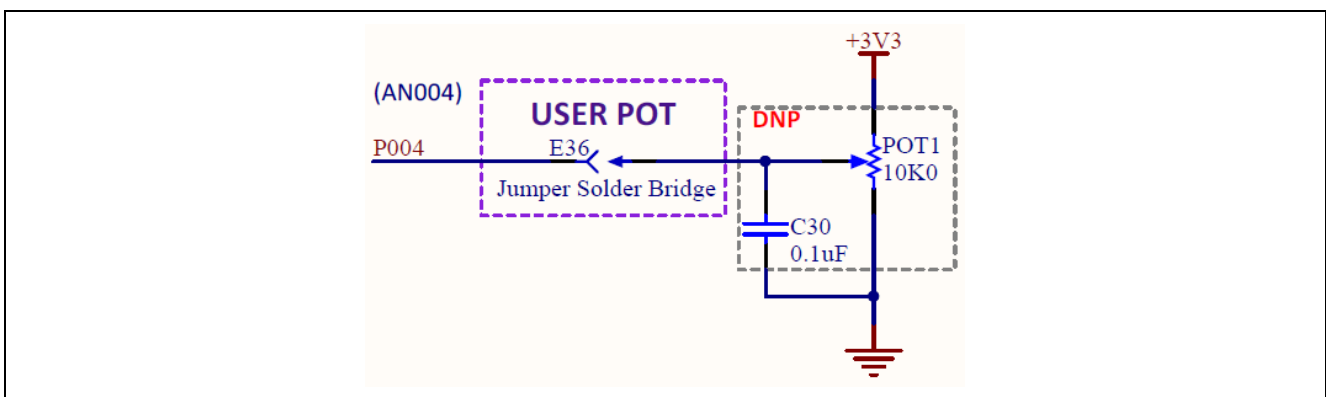 +3V3
(AN004)
USER POT
DNP
P004
E36
POT1
10K0
Jumper Solder Bridge
C30
0.1uF